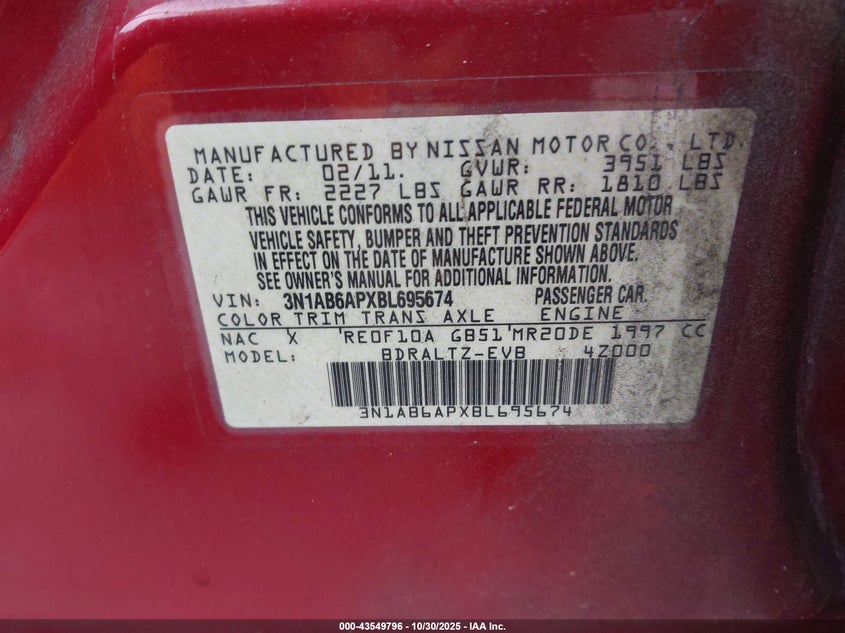 MANUFACTURED BY NISSAN MOTOR CO., LTD.
DATE: 02/11. GVWR: 3951 LBS
GAWR FR: 2227 LBS GAWR RR: 1810 LBS
THIS VEHICLE CONFORMS TO ALL APPLICABLE FEDERAL MOTOR
VEHICLE SAFETY, BUMPER AND THEFT PREVENTION STANDARDS
IN EFFECT ON THE DATE OF MANUFACTURE SHOWN ABOVE.
SEE OWNER'S MANUAL FOR ADDITIONAL INFORMATION.
VIN: 3N1AB6APXBL695674 PASSENGER CAR.
COLOR TRIM TRANS AXLE ENGINE
NAC X RE0F10A GB51 MR20DE 1997 CC
MODEL: BDRALTZ-EVB 4Z000
3N1AB6APXBL695674
000-43549796 - 10/30/2025 - IAA Inc.